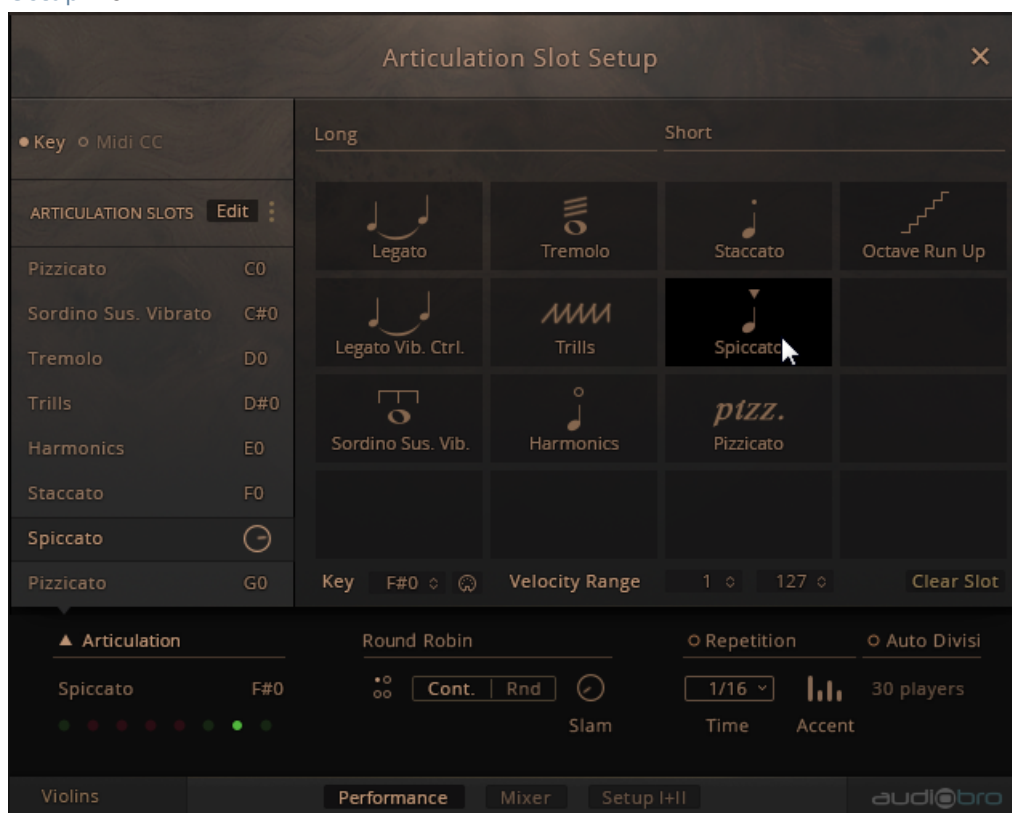 Articulation Slot Setup
Key Midi CC
ARTICULATION SLOTS Edit
Pizzicato C0
Sordino Sus. Vibrato C#0
Tremolo D0
Trills D#0
Harmonics E0
Staccato F0
Spiccato
Pizzicato G0
Long
Short
Legato
Tremolo
Staccato
Octave Run Up
Legato Vib. Ctrl.
Trills
Spiccato
Sordino Sus. Vib.
Harmonics
pizz.
Pizzicato
Key F#0 Velocity Range 1 127 Clear Slot
Articulation
Spiccato F#0
Round Robin
Cont. Rnd
Slam
Repetition
1/16
Time Accent
Auto Divisi
30 players
Violins Performance Mixer Setup I+II audiobro